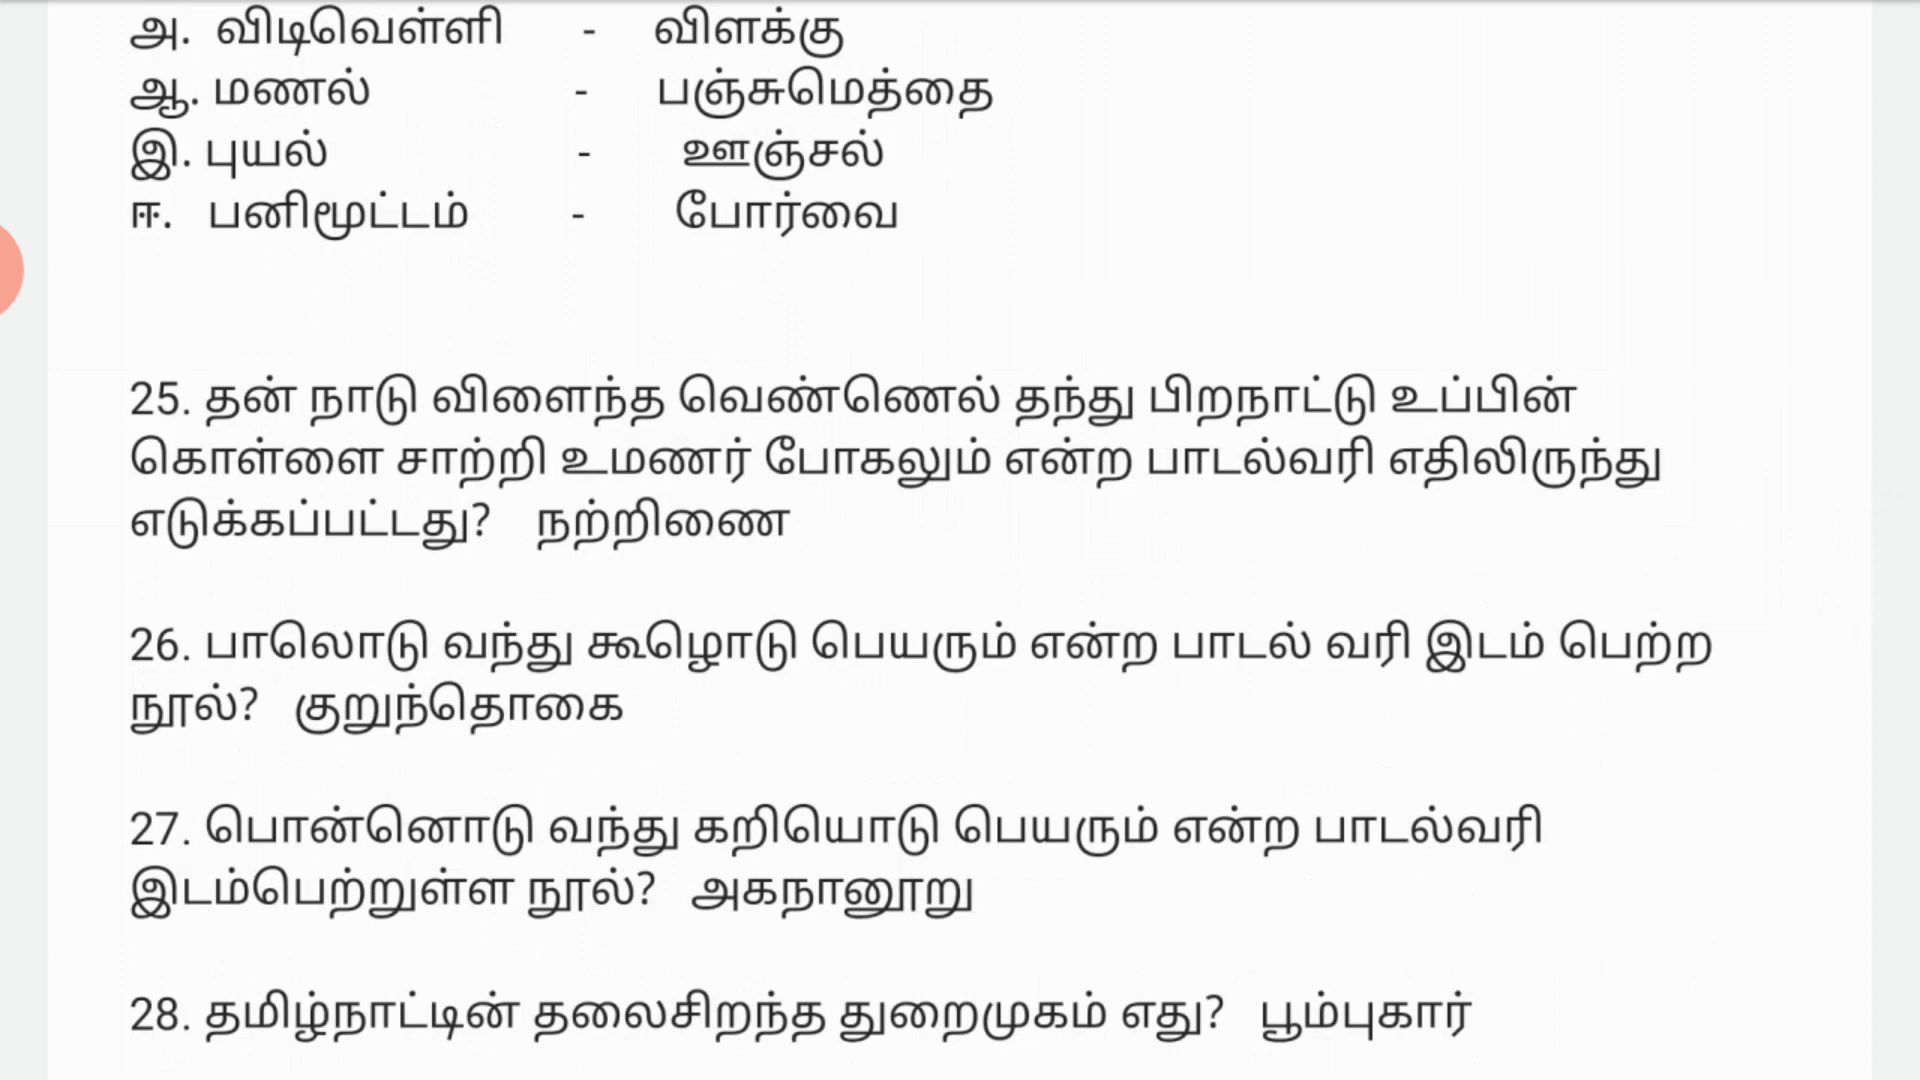 அ. விடிவெள்ளி - விளக்கு
ஆ. மணல் - பஞ்சுமெத்தை
இ. புயல் - ஊஞ்சல்
ஈ. பனிமூட்டம் - போர்வை
25. தன் நாடு விளைந்த வெண்ணெல் தந்து பிறநாட்டு உப்பின்
கொள்ளை சாற்றி உமணர் போகலும் என்ற பாடல்வரி எதிலிருந்து
எடுக்கப்பட்டது? நற்றிணை
26. பாலொடு வந்து கூழொடு பெயரும் என்ற பாடல் வரி இடம் பெற்ற
நூல்? குறுந்தொகை
27. பொன்னொடு வந்து கறியொடு பெயரும் என்ற பாடல்வரி
இடம்பெற்றுள்ள நூல்? அகநானூறு
28. தமிழ்நாட்டின் தலைசிறந்த துறைமுகம் எது? பூம்புகார்